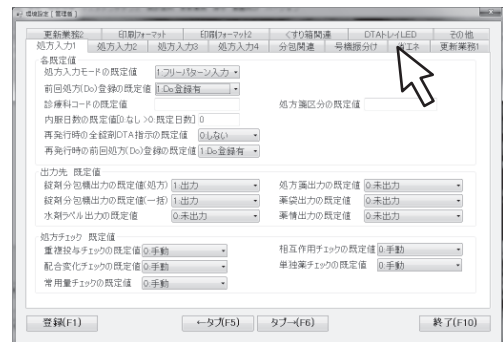 環境設定 [ 管理者 ]
更新業務2 印刷フォーマット 印刷フォーマット2 くすり箱関連 DTAトレイLED その他
処方入力1 処方入力2 処方入力3 処方入力4 分包関連 号機振分け 省エネ 更新業務1
各既定値
処方入力モードの既定値 1:フリーパターン入力
前回処方(Do)登録の既定値 1:Do登録有
診療科コードの既定値 処方箋区分の既定値
内服日数の既定値[0:なし >0:既定日数] 0
再発行時の全錠剤DTA指示の既定値 0:しない
再発行時の前回処方(Do)登録の既定値 1:Do登録有
出力先 既定値
錠剤分包機出力の既定値(処方) 1:出力 処方箋出力の既定値 0:未出力
錠剤分包機出力の既定値(一括) 1:出力 薬袋出力の既定値 0:未出力
水剤ラベル出力の既定値 0:未出力 薬情出力の既定値 0:未出力
処方チェック 既定値
重複投与チェックの既定値 0:手動 相互作用チェックの既定値 0:手動
配合変化チェックの既定値 0:手動 単独薬チェックの既定値 0:手動
常用量チェックの既定値 0:手動
登録(F1) ←タブ(F5) タブ→(F6) 終了(F10)